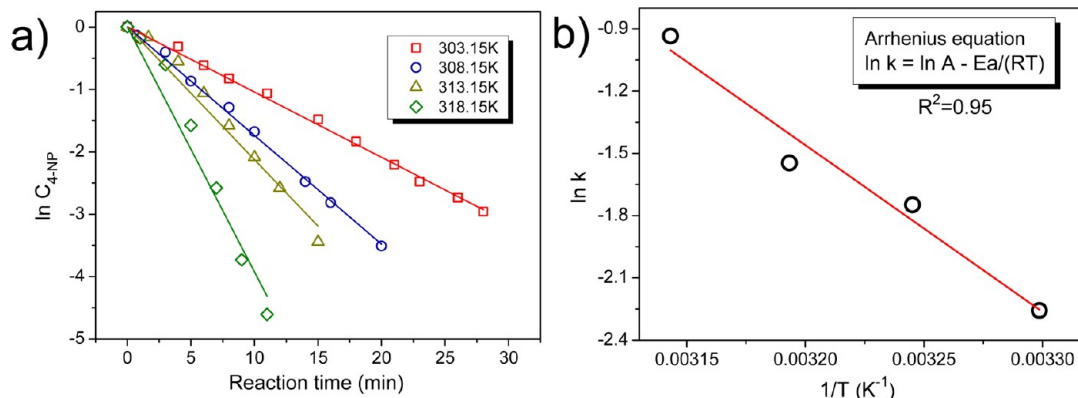 a)
0
-1
-2
-3
-4
-5
ln C4-NP
0
5
10
15
20
25
30
Reaction time (min)
303.15K
308.15K
313.15K
318.15K
b)
-0.9
-1.2
-1.5
-1.8
-2.1
-2.4
ln k
0.00315
0.00320
0.00325
0.00330
1/T (K⁻¹)
Arrhenius equation
ln k = ln A - Ea/(RT)
R²=0.95